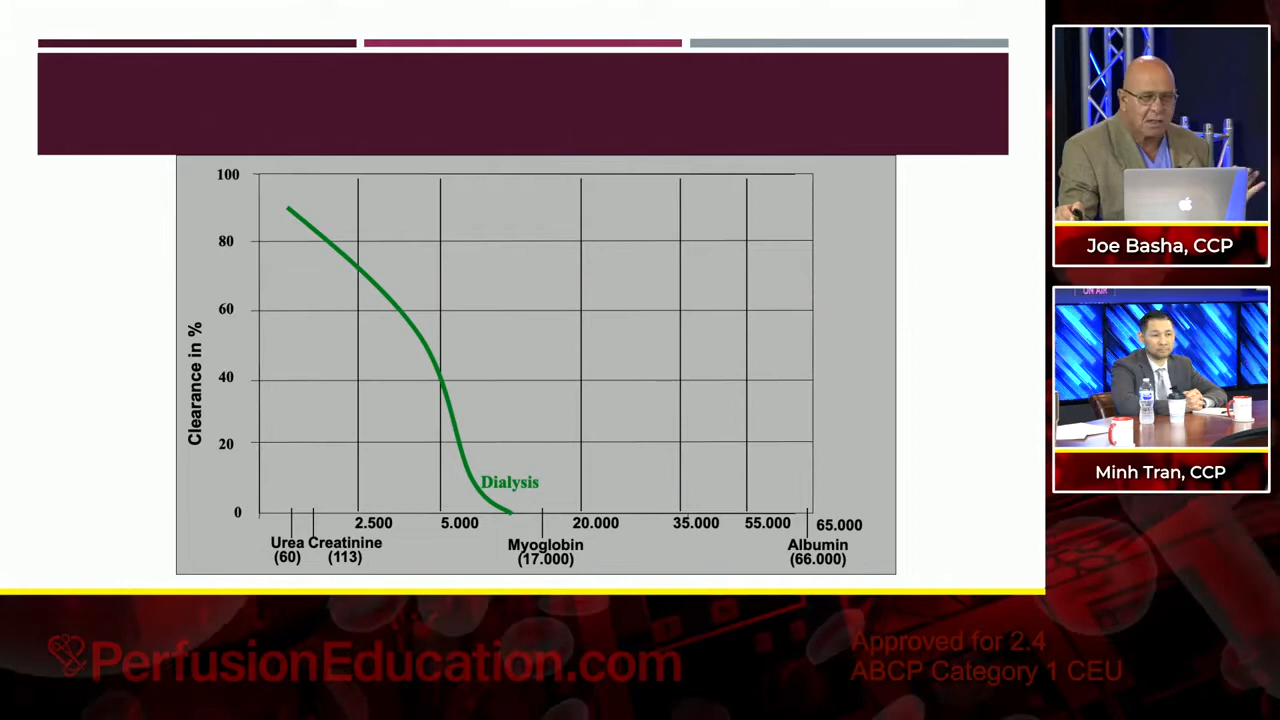 100
80
60
40
20
0
Clearance in %
Dialysis
2.500
5.000
20.000
35.000
55.000
65.000
Urea
(60)
Creatinine
(113)
Myoglobin
(17.000)
Albumin
(66.000)
Joe Basha, CCP
ON AIR
Minh Tran, CCP
PerfusionEducation.com
Approved for 2.4
ABCP Category 1 CEU